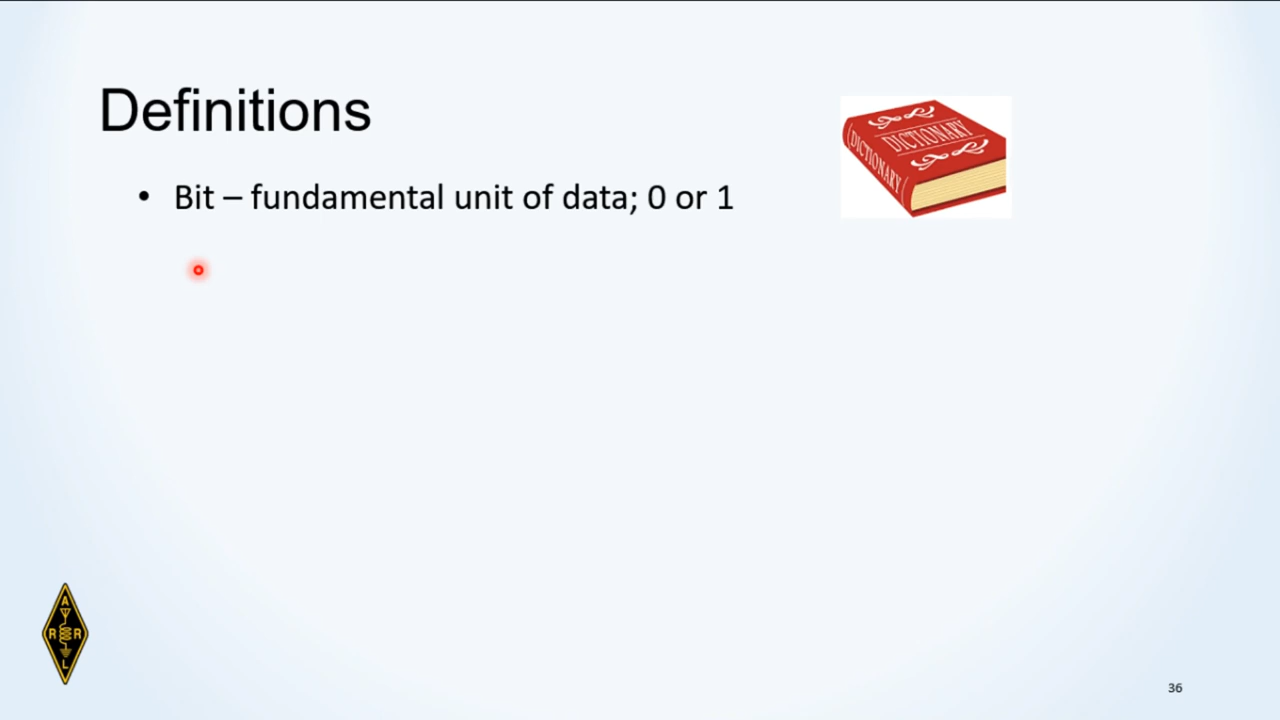 Definitions
• Bit – fundamental unit of data; 0 or 1
DICTIONARY
DICTIONARY
A
R R
L
36